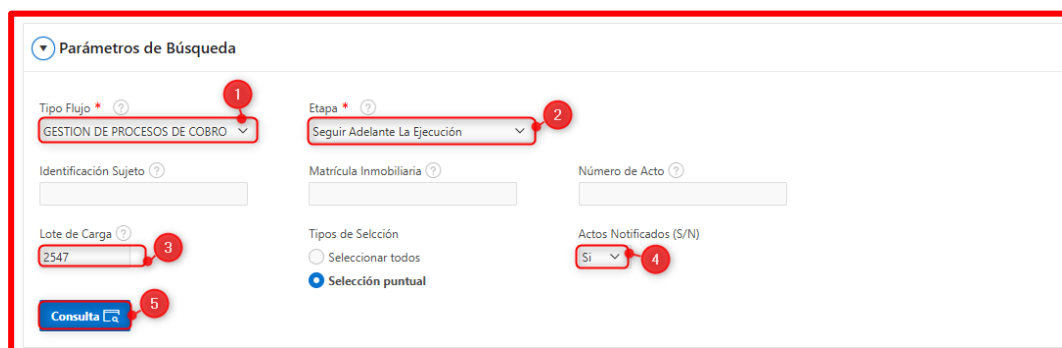 Parámetros de Búsqueda
1
Tipo Flujo * ?
Etapa * ?
2
GESTION DE PROCESOS DE COBRO
Seguir Adelante La Ejecución
Identificación Sujeto ?
Matrícula Inmobiliaria ?
Número de Acto ?
Lote de Carga ?
Tipos de Selcción
Actos Notificados (S/N)
2547
3
Seleccionar todos
Si
4
Selección puntual
5
Consulta